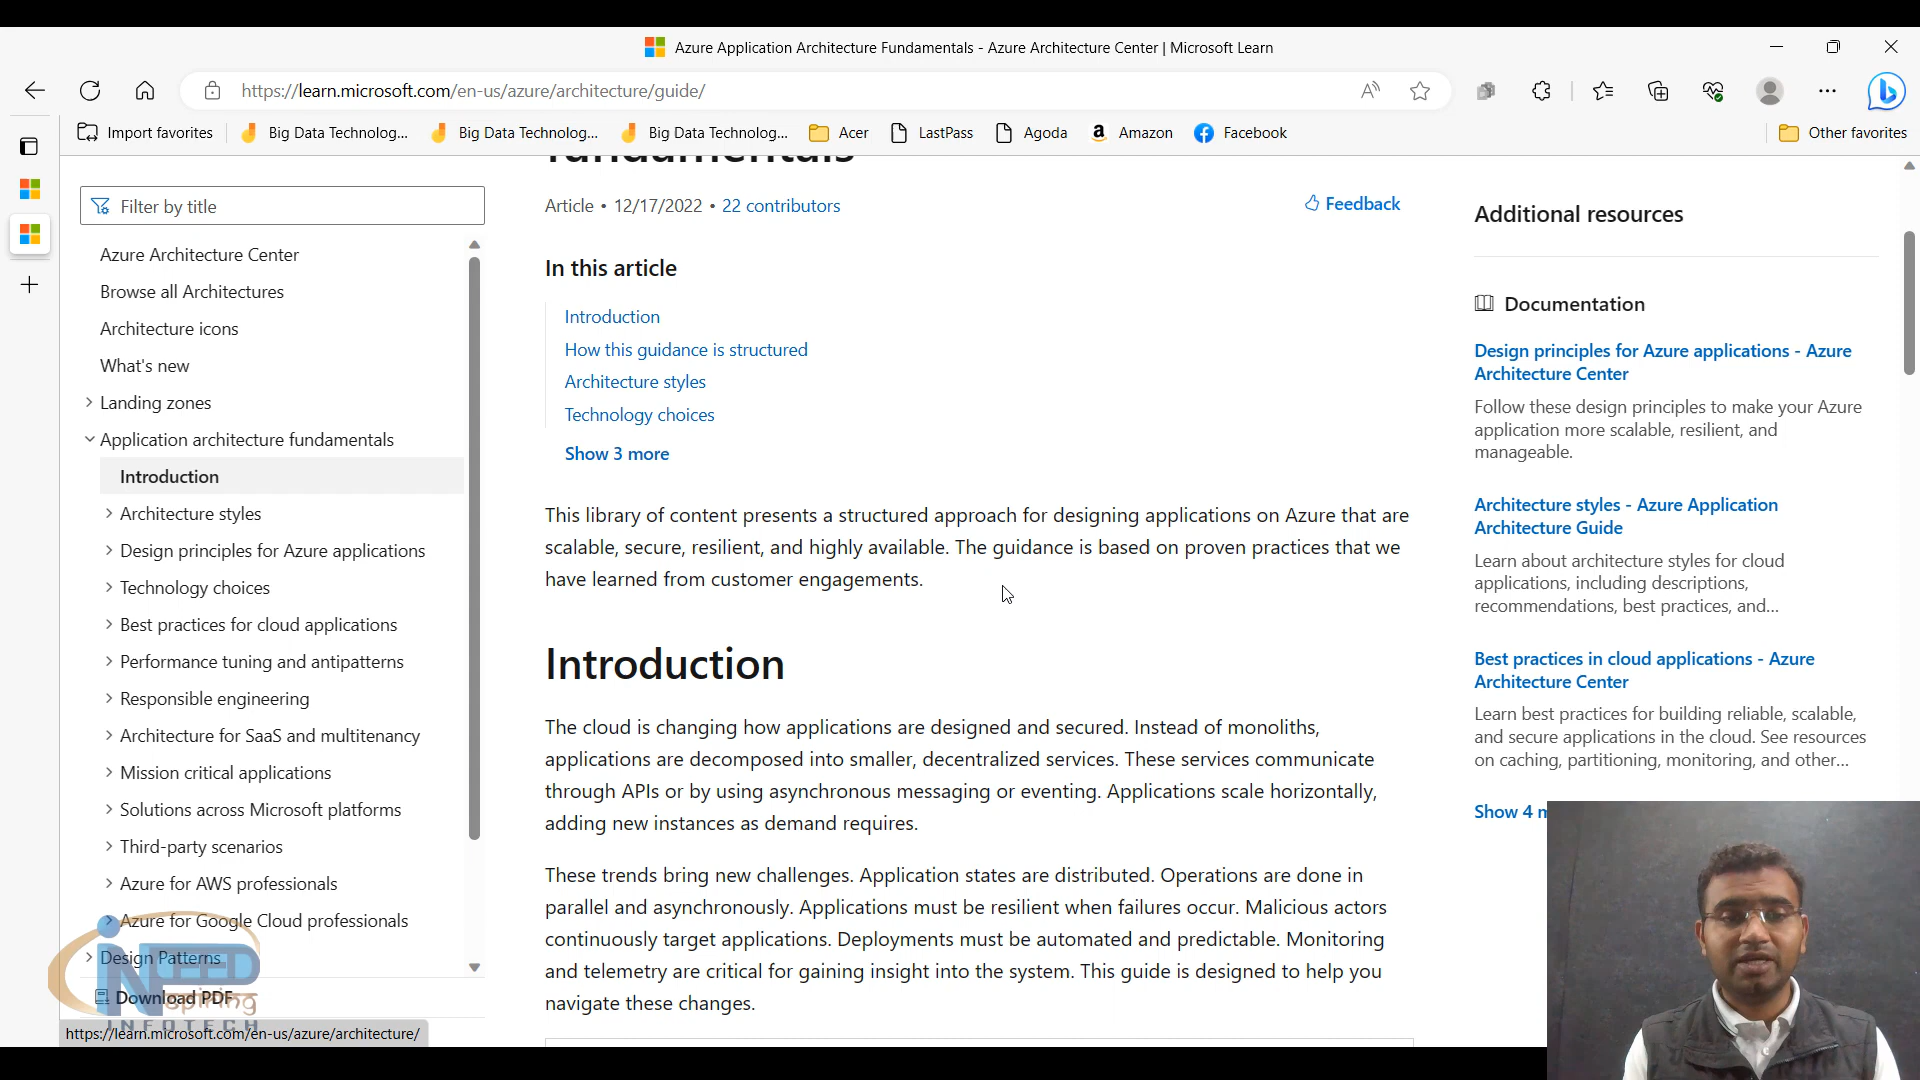 Azure Application Architecture Fundamentals - Azure Architecture Center | Microsoft Learn
https://learn.microsoft.com/en-us/azure/architecture/guide/
Import favorites
Big Data Technolog...
Big Data Technolog...
Big Data Technolog...
Acer
LastPass
Agoda
Amazon
Facebook
Other favorites
Filter by title
Azure Architecture Center
Browse all Architectures
Architecture icons
What's new
Landing zones
Application architecture fundamentals
Introduction
Architecture styles
Design principles for Azure applications
Technology choices
Best practices for cloud applications
Performance tuning and antipatterns
Responsible engineering
Architecture for SaaS and multitenancy
Mission critical applications
Solutions across Microsoft platforms
Third-party scenarios
Azure for AWS professionals
Azure for Google Cloud professionals
Design Patterns
Download PDF
iNSPEED
nspiring
INFOTECH
https://learn.microsoft.com/en-us/azure/architecture/
fundamentals
Article • 12/17/2022 • 22 contributors
Feedback
In this article
Introduction
How this guidance is structured
Architecture styles
Technology choices
Show 3 more
This library of content presents a structured approach for designing applications on Azure that are
scalable, secure, resilient, and highly available. The guidance is based on proven practices that we
have learned from customer engagements.
Introduction
The cloud is changing how applications are designed and secured. Instead of monoliths,
applications are decomposed into smaller, decentralized services. These services communicate
through APIs or by using asynchronous messaging or eventing. Applications scale horizontally,
adding new instances as demand requires.
These trends bring new challenges. Application states are distributed. Operations are done in
parallel and asynchronously. Applications must be resilient when failures occur. Malicious actors
continuously target applications. Deployments must be automated and predictable. Monitoring
and telemetry are critical for gaining insight into the system. This guide is designed to help you
navigate these changes.
Additional resources
Documentation
Design principles for Azure applications - Azure
Architecture Center
Follow these design principles to make your Azure
application more scalable, resilient, and
manageable.
Architecture styles - Azure Application
Architecture Guide
Learn about architecture styles for cloud
applications, including descriptions,
recommendations, best practices, and...
Best practices in cloud applications - Azure
Architecture Center
Learn best practices for building reliable, scalable,
and secure applications in the cloud. See resources
on caching, partitioning, monitoring, and other...
Show 4